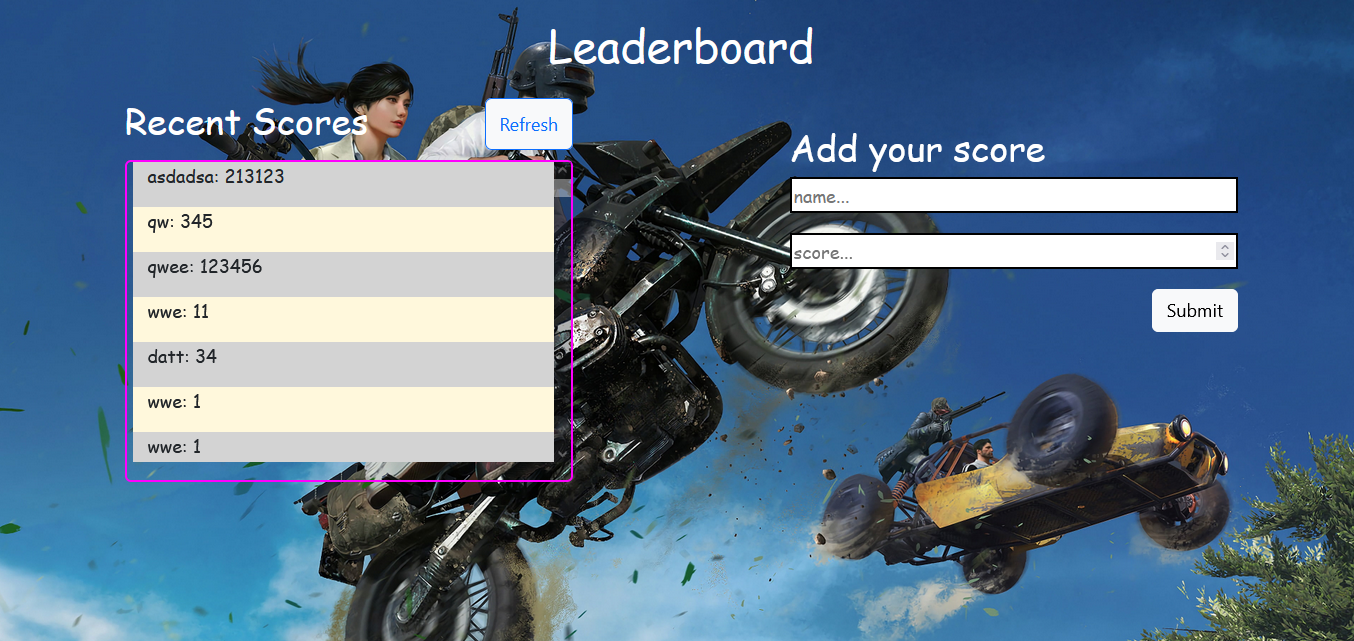 Leaderboard
Recent Scores
Refresh
asdadsa: 213123
qw: 345
qwee: 123456
wwe: 11
datt: 34
wwe: 1
wwe: 1
Add your score
name...
score...
Submit